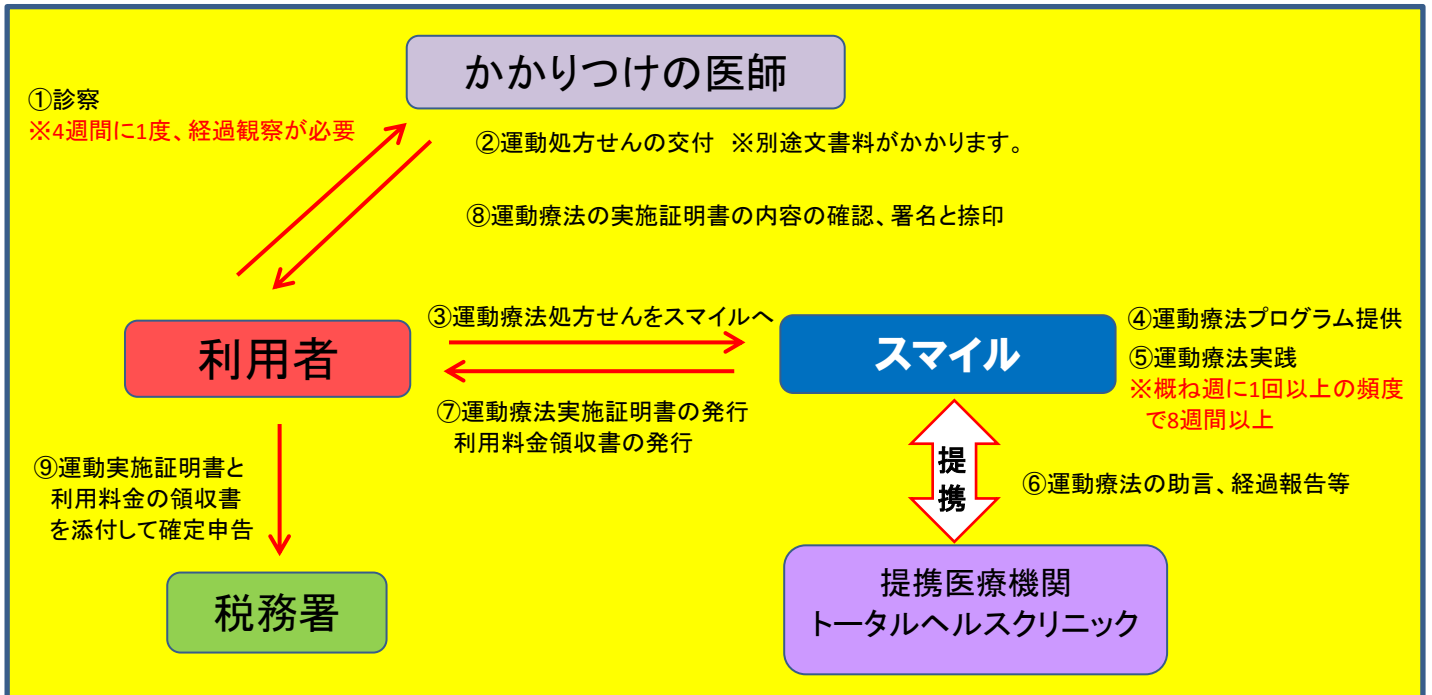 かかりつけの医師
①診察
※4週間に1度、経過観察が必要
②運動処方せんの交付　※別途文書料がかかります。
⑧運動療法の実施証明書の内容の確認、署名と捺印
利用者
③運動療法処方せんをスマイルへ
スマイル
④運動療法プログラム提供
⑤運動療法実践
※概ね週に1回以上の頻度
で8週間以上
⑦運動療法実施証明書の発行
利用料金領収書の発行
提
携
⑥運動療法の助言、経過報告等
⑨運動実施証明書と
利用料金の領収書
を添付して確定申告
税務署
提携医療機関
トータルヘルスクリニック